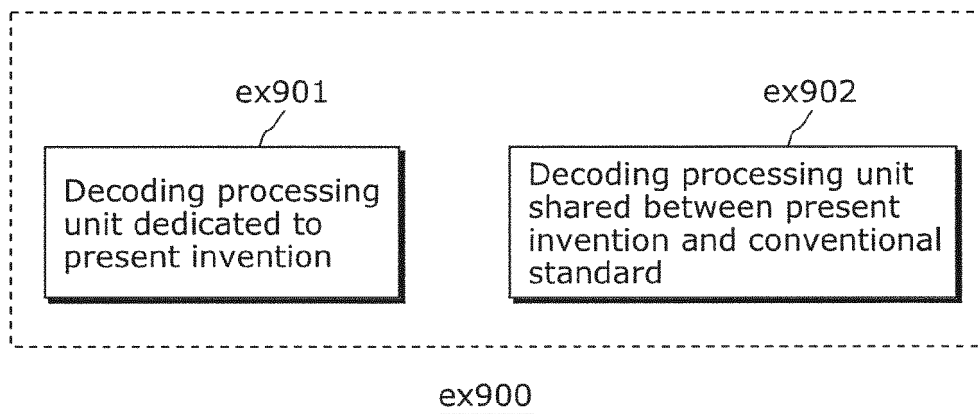 ex901
ex902
Decoding processing
unit dedicated to
present invention
Decoding processing unit
shared between present
invention and conventional
standard
ex900